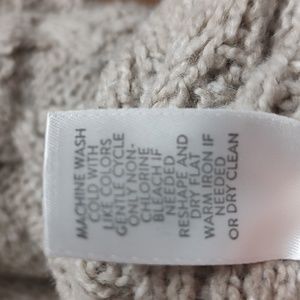 MACHINE WASH
COLD WITH
LIKE COLORS
GENTLE CYCLE
ONLY NON-
CHLORINE
BLEACH IF
NEEDED
RESHAPE AND
DRY FLAT
WARM IRON IF
NEEDED
OR DRY CLEAN